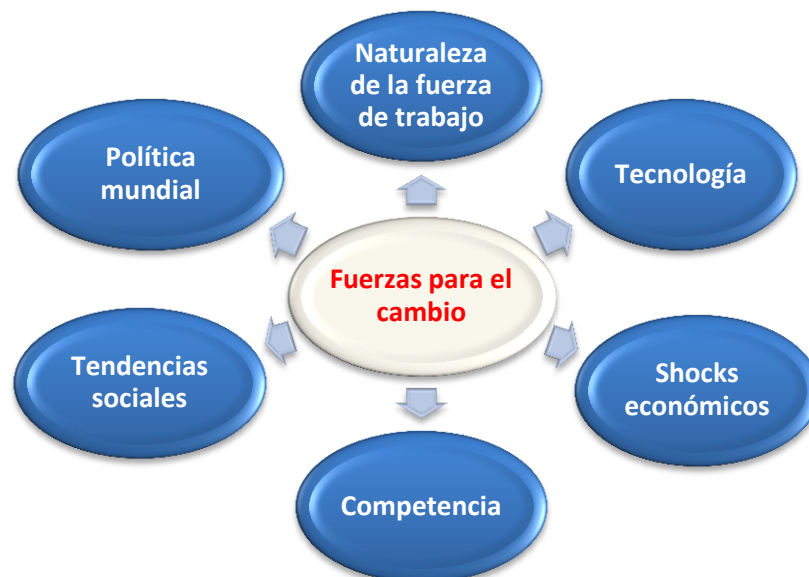 Naturaleza
de la fuerza
de trabajo
Política
mundial
Tecnología
Fuerzas para el
cambio
Tendencias
sociales
Shocks
económicos
Competencia